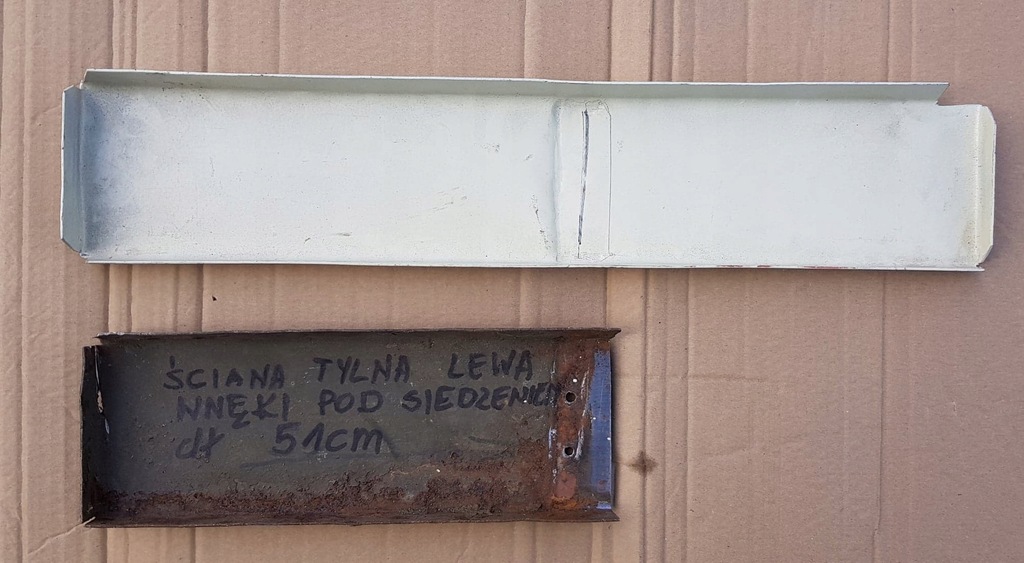 ŚCIANA TYLNA LEWA
WNĘKI POD SIEDZENIEM
dł 51cm